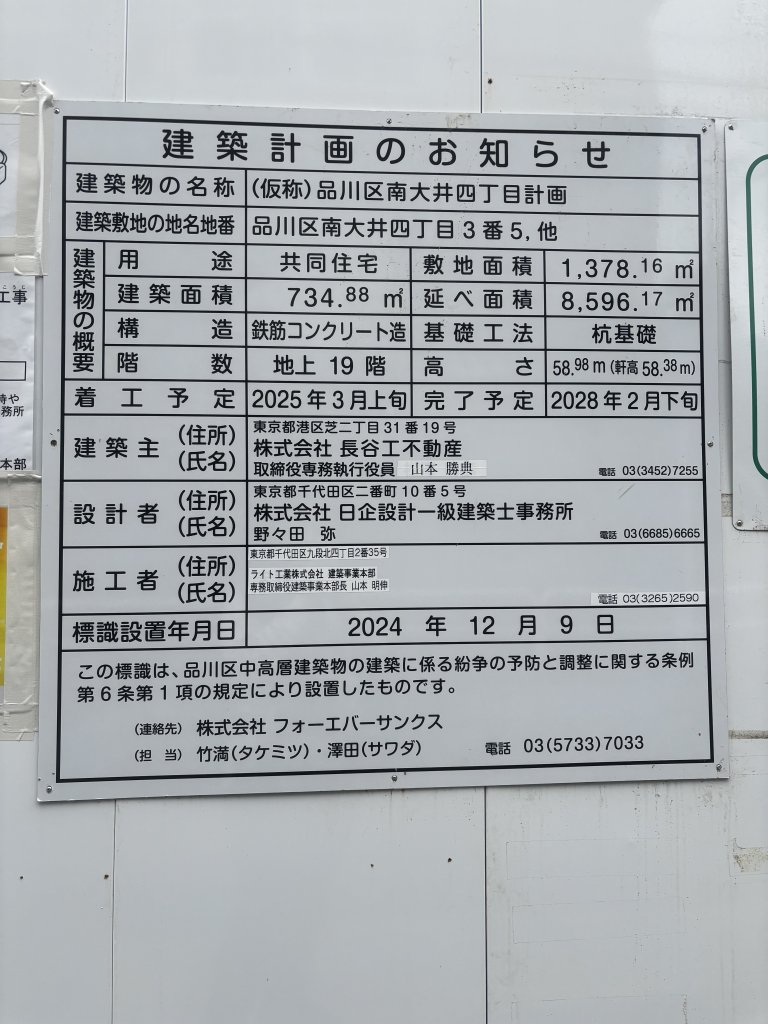 建築計画のお知らせ
建築物の名称 (仮称)品川区南大井四丁目計画
建築敷地の地名地番 品川区南大井四丁目3番5,他
建築物の概要
用途 共同住宅 敷地面積 1,378.16㎡
建築面積 734.88㎡ 延べ面積 8,596.17㎡
構造 鉄筋コンクリート造 基礎工法 杭基礎
階数 地上19階 高さ 58.98m(軒高58.38m)
着工予定 2025年3月上旬 完了予定 2028年2月下旬
建築主 (住所) 東京都港区芝二丁目31番19号
(氏名) 株式会社 長谷工不動産
取締役専務執行役員 山本 勝典 電話 03(3452)7255
設計者 (住所) 東京都千代田区二番町10番5号
(氏名) 株式会社 日企設計一級建築士事務所
野々田 弥 電話 03(6685)6665
施工者 (住所) 東京都千代田区九段北四丁目2番35号
(氏名) ライト工業株式会社 建築事業本部
専務取締役建築事業本部長 山本 明伸
電話 03(3265)2590
標識設置年月日 2024年12月9日
この標識は、品川区中高層建築物の建築に係る紛争の予防と調整に関する条例
第6条第1項の規定により設置したものです。
(連絡先) 株式会社 フォーエバーサンクス
(担 当) 竹満(タケミツ)・澤田(サワダ) 電話 03(5733)7033
工事
務所
本部